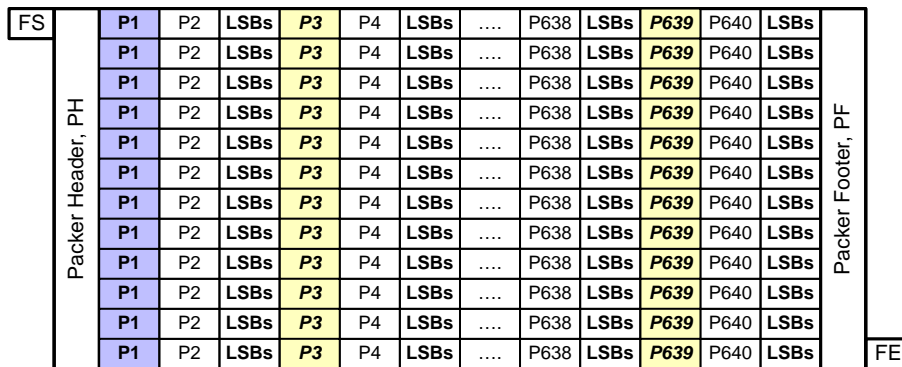 FS P1 P2 LSBs P3 P4 LSBs .... P638 LSBs P639 P640 LSBs
P1 P2 LSBs P3 P4 LSBs .... P638 LSBs P639 P640 LSBs
P1 P2 LSBs P3 P4 LSBs .... P638 LSBs P639 P640 LSBs
P1 P2 LSBs P3 P4 LSBs .... P638 LSBs P639 P640 LSBs
P1 P2 LSBs P3 P4 LSBs .... P638 LSBs P639 P640 LSBs
P1 P2 LSBs P3 P4 LSBs .... P638 LSBs P639 P640 LSBs
P1 P2 LSBs P3 P4 LSBs .... P638 LSBs P639 P640 LSBs
P1 P2 LSBs P3 P4 LSBs .... P638 LSBs P639 P640 LSBs
P1 P2 LSBs P3 P4 LSBs .... P638 LSBs P639 P640 LSBs
P1 P2 LSBs P3 P4 LSBs .... P638 LSBs P639 P640 LSBs
P1 P2 LSBs P3 P4 LSBs .... P638 LSBs P639 P640 LSBs
P1 P2 LSBs P3 P4 LSBs .... P638 LSBs P639 P640 LSBs FE
Packer Header, PH
Packer Footer, PF